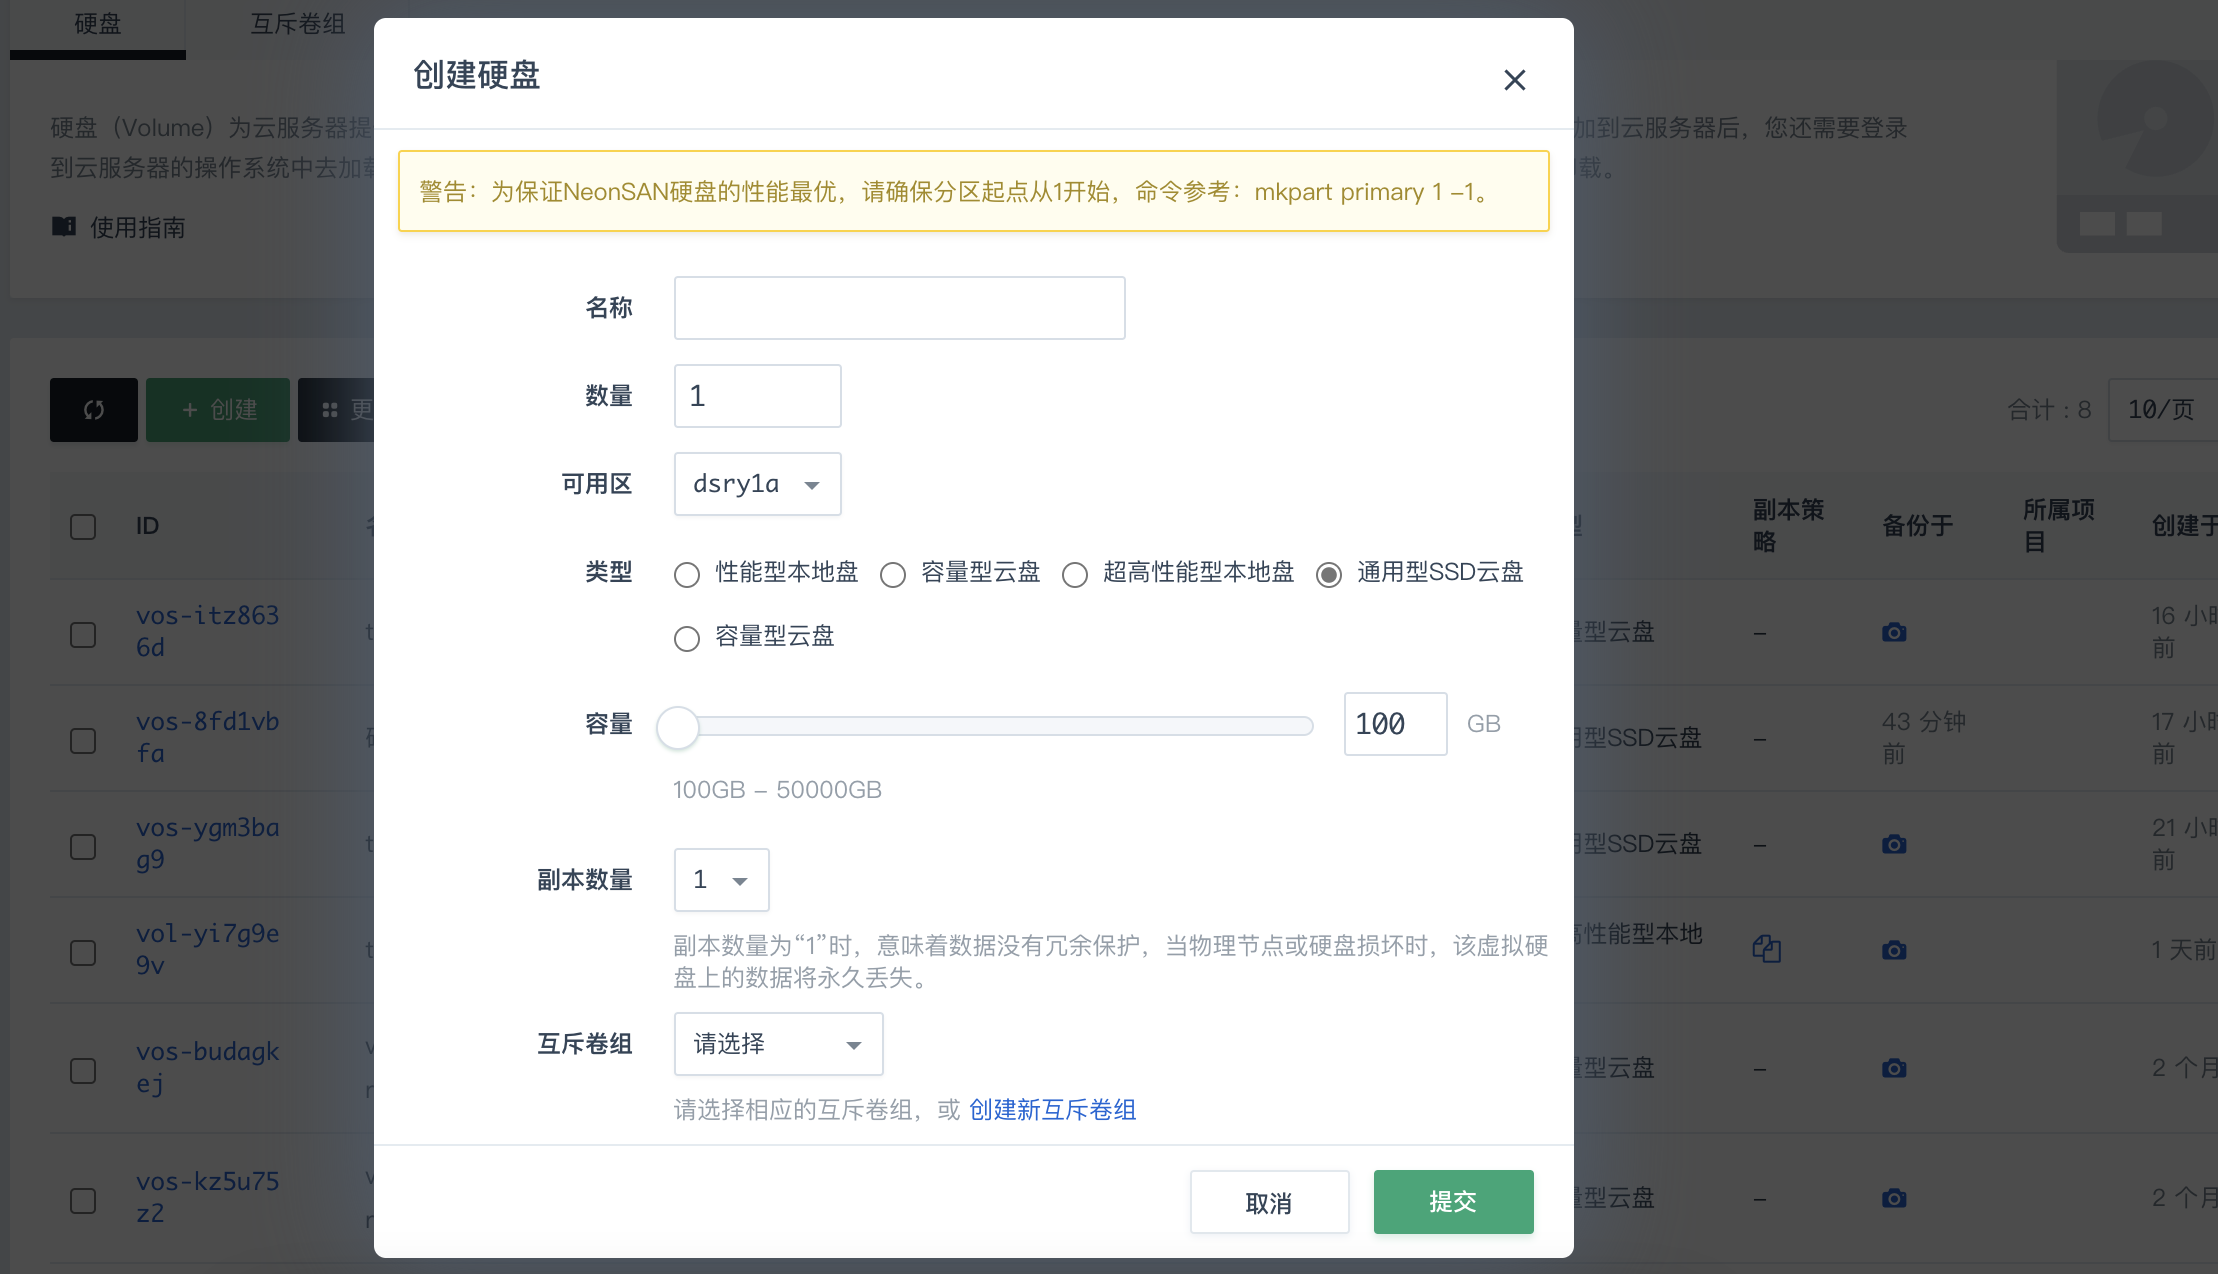 硬盘
互斥卷组
硬盘（Volume）为云服务器提
加到云服务器后，您还需要登录
到云服务器的操作系统中去加载
载。
使用指南
+ 创建
更
合计：8
10/页
ID
副本策略
备份于
所属项目
创建于
vos-itz8636d
型云盘
–
16 小时前
vos-8fd1vbfa
型SSD云盘
–
43 分钟前
17 小时前
vos-ygm3bag9
型SSD云盘
–
21 小时前
vol-yi7g9e9v
高性能型本地
1 天前
vos-budagkej
型云盘
–
2 个月
vos-kz5u75z2
型云盘
–
2 个月
创建硬盘
警告：为保证NeonSAN硬盘的性能最优，请确保分区起点从1开始，命令参考：mkpart primary 1 –1。
名称
数量
1
可用区
dsry1a
类型
性能型本地盘
容量型云盘
超高性能型本地盘
通用型SSD云盘
容量型云盘
容量
100
GB
100GB – 50000GB
副本数量
1
副本数量为“1”时，意味着数据没有冗余保护，当物理节点或硬盘损坏时，该虚拟硬
盘上的数据将永久丢失。
互斥卷组
请选择
请选择相应的互斥卷组，或 创建新互斥卷组
取消
提交